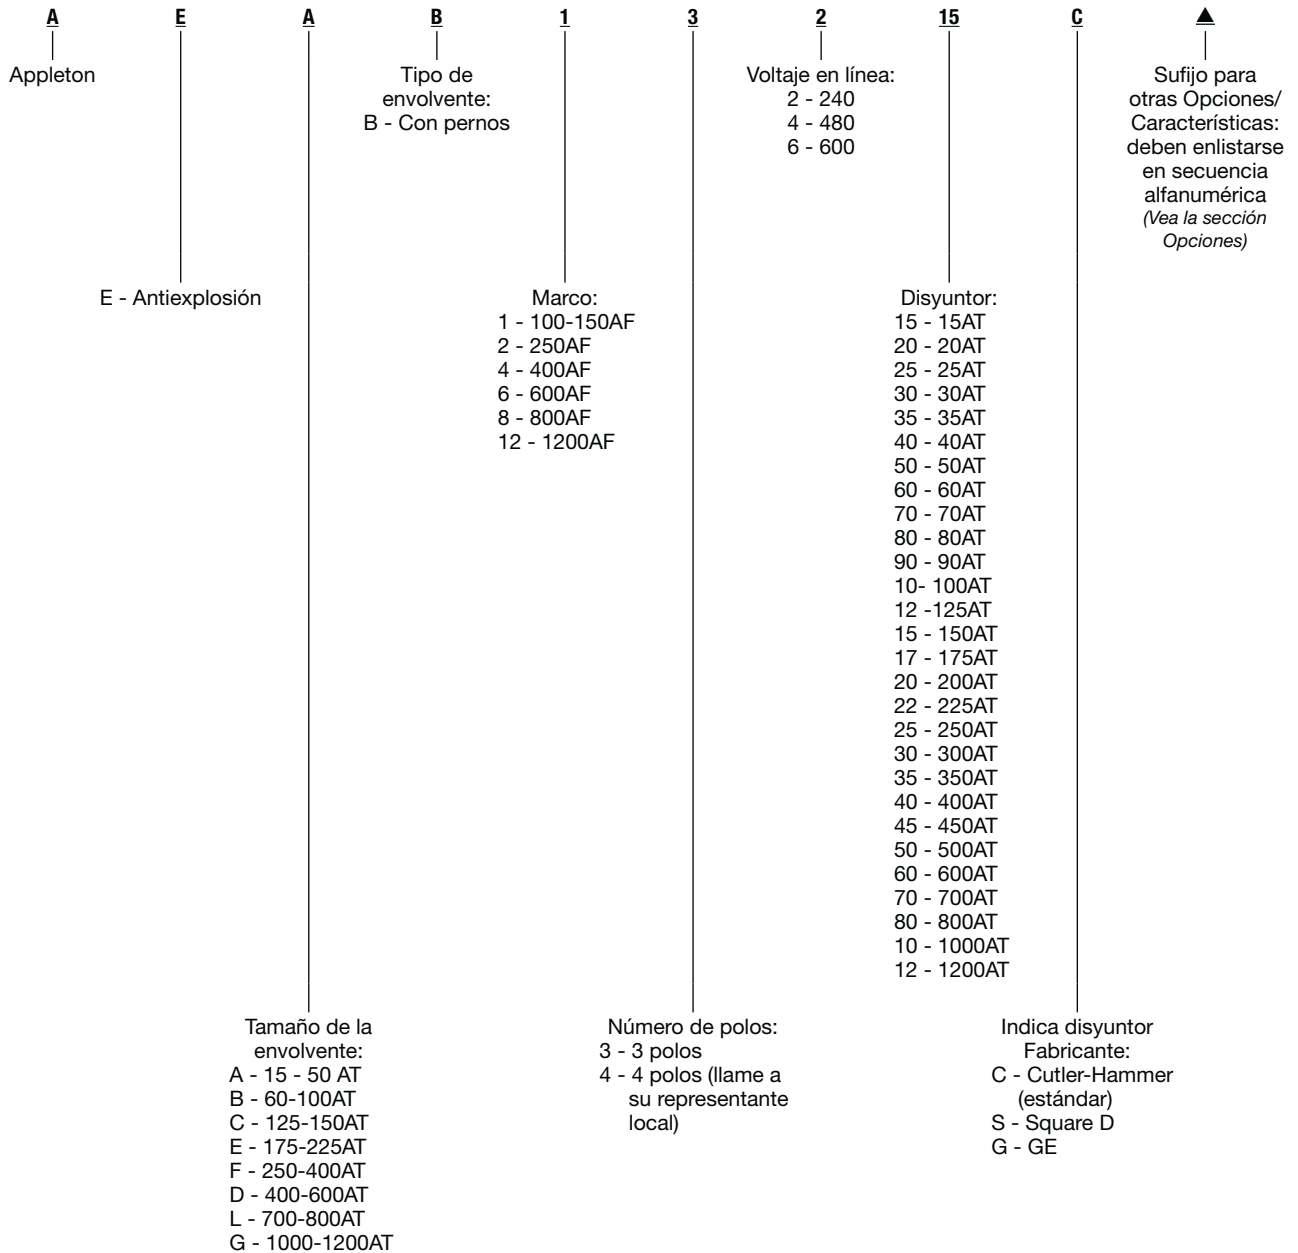 A E A B 1 3 2 15 C ▲
Appleton
Tipo de
envolvente:
B - Con pernos
Voltaje en línea:
2 - 240
4 - 480
6 - 600
Sufijo para
otras Opciones/
Características:
deben enlistarse
en secuencia
alfanumérica
(Vea la sección
Opciones)
E - Antiexplosión
Marco:
1 - 100-150AF
2 - 250AF
4 - 400AF
6 - 600AF
8 - 800AF
12 - 1200AF
Disyuntor:
15 - 15AT
20 - 20AT
25 - 25AT
30 - 30AT
35 - 35AT
40 - 40AT
50 - 50AT
60 - 60AT
70 - 70AT
80 - 80AT
90 - 90AT
10- 100AT
12 -125AT
15 - 150AT
17 - 175AT
20 - 200AT
22 - 225AT
25 - 250AT
30 - 300AT
35 - 350AT
40 - 400AT
45 - 450AT
50 - 500AT
60 - 600AT
70 - 700AT
80 - 800AT
10 - 1000AT
12 - 1200AT
Tamaño de la
envolvente:
A - 15 - 50 AT
B - 60-100AT
C - 125-150AT
E - 175-225AT
F - 250-400AT
D - 400-600AT
L - 700-800AT
G - 1000-1200AT
Número de polos:
3 - 3 polos
4 - 4 polos (llame a
su representante
local)
Indica disyuntor
Fabricante:
C - Cutler-Hammer
(estándar)
S - Square D
G - GE